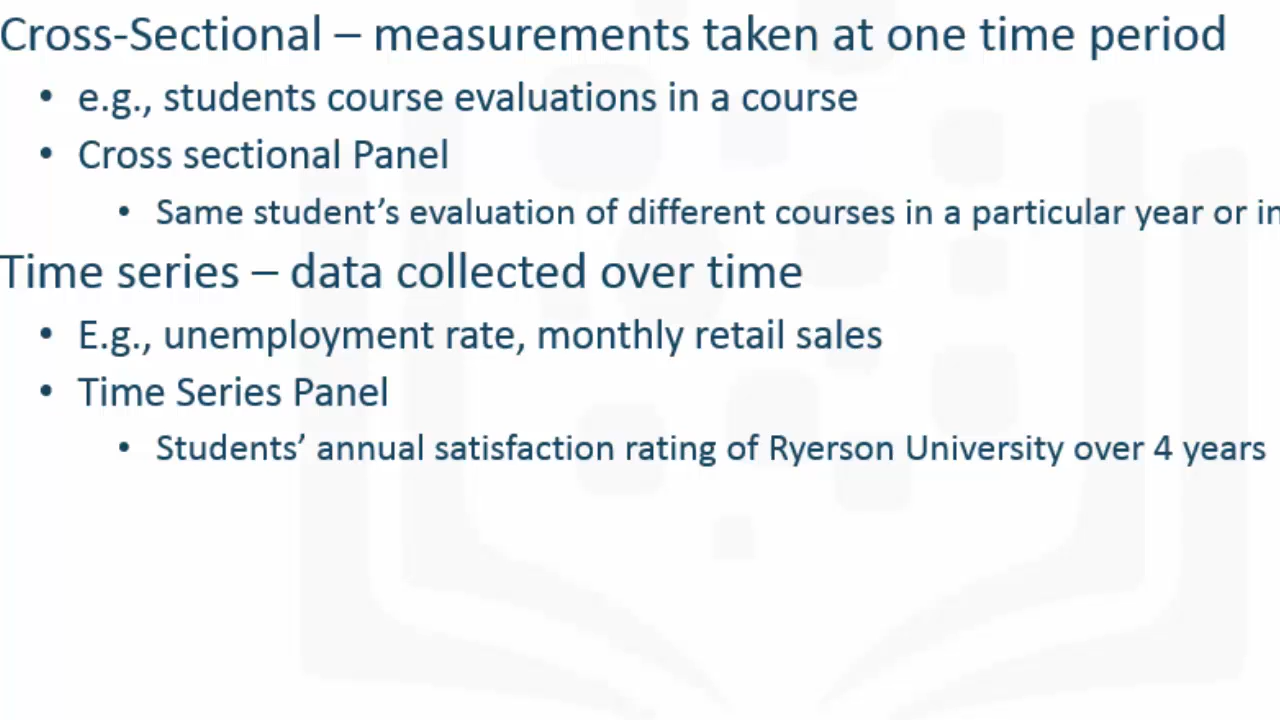 Cross-Sectional – measurements taken at one time period
• e.g., students course evaluations in a course
• Cross sectional Panel
• Same student’s evaluation of different courses in a particular year or in
Time series – data collected over time
• E.g., unemployment rate, monthly retail sales
• Time Series Panel
• Students’ annual satisfaction rating of Ryerson University over 4 years